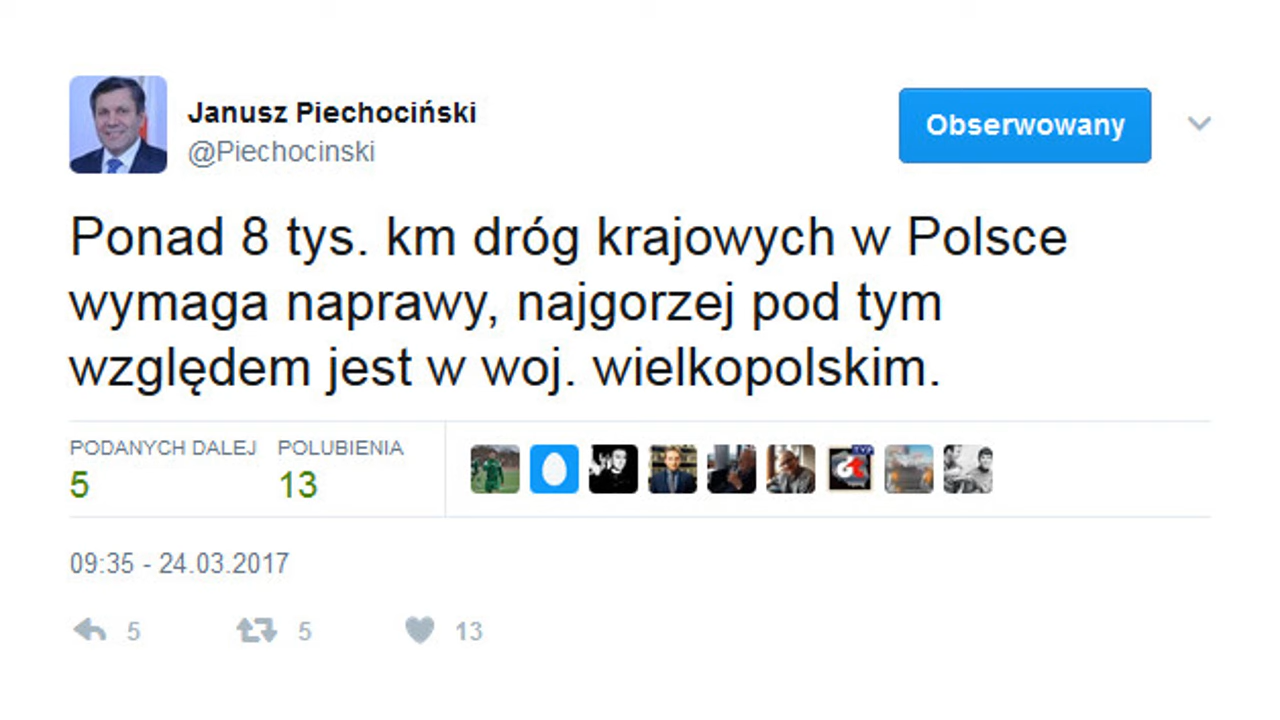 Janusz Piechociński
@Piechocinski
Obserwowany
Ponad 8 tys. km dróg krajowych w Polsce
wymaga naprawy, najgorzej pod tym
względem jest w woj. wielkopolskim.
PODANYCH DALEJ POLUBIENIA
5 13
09:35 - 24.03.2017
5 5 13